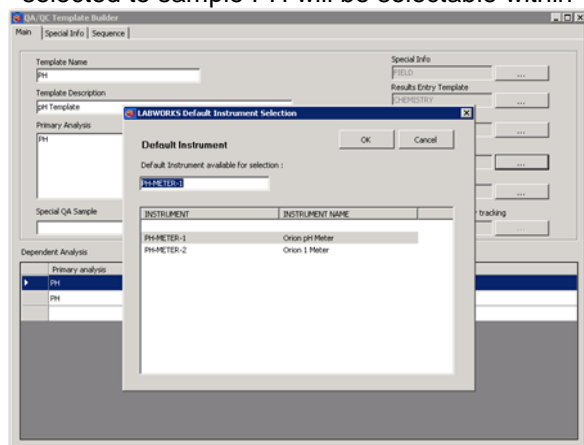 selected to sample PH will be selectable within
QA/QC Template Builder
Main Special Info Sequence
Template Name
PH
Template Description
pH Template
Primary Analysis
PH
Special QA Sample
Special Info
FIELD
...
Results Entry Template
CHEMISTRY
...
...
...
...
tracking
...
LABWORKS Default Instrument Selection
Default Instrument
OK Cancel
Default Instrument available for selection :
PH-METER-1
INSTRUMENT INSTRUMENT NAME
PH-METER-1 Orion pH Meter
PH-METER-2 Orion 1 Meter
Dependent Analysis
Primary analysis
PH
PH